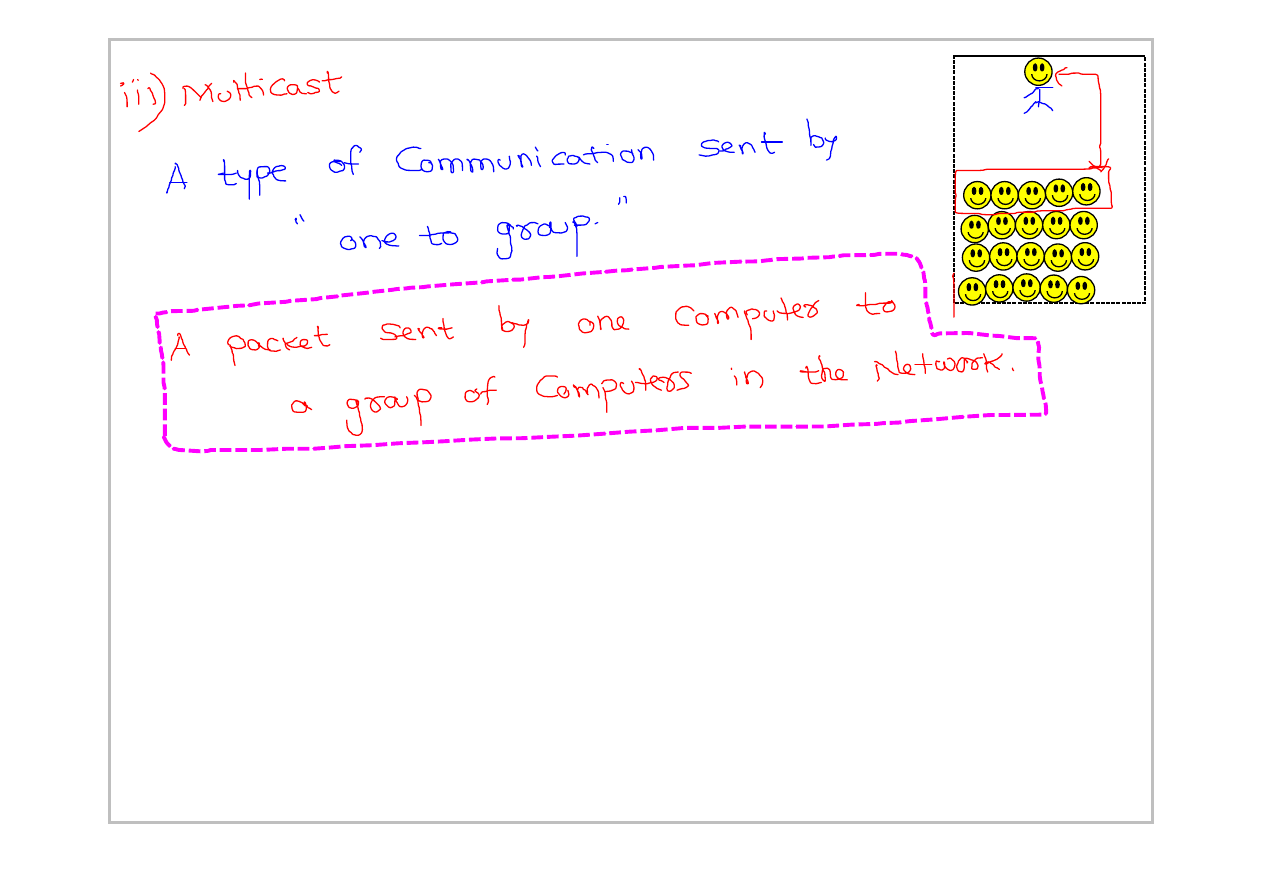 iii) Multicast
A type of Communication sent by
" one to group. "
A packet sent by one Computer to
a group of Computers in the Network.